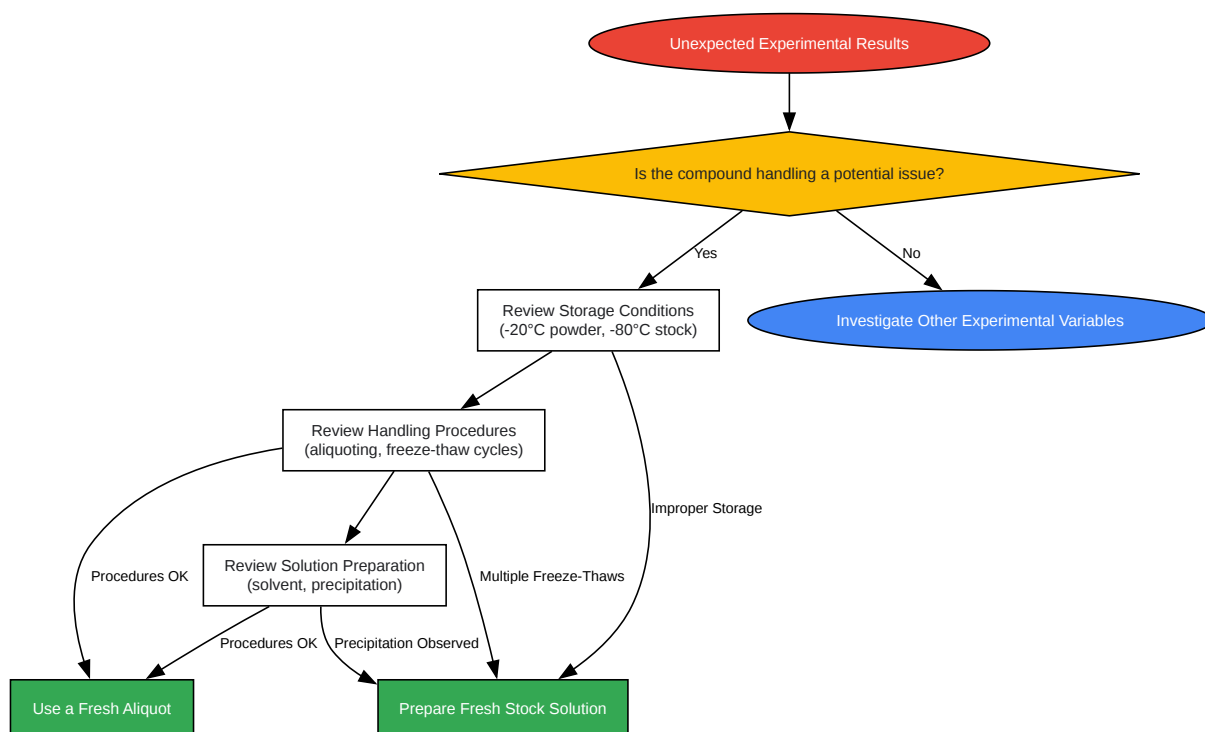 Unexpected Experimental Results
Is the compound handling a potential issue?
Yes
No
Review Storage Conditions
(-20°C powder, -80°C stock)
Investigate Other Experimental Variables
Review Handling Procedures
(aliquoting, freeze-thaw cycles)
Improper Storage
Procedures OK
Review Solution Preparation
(solvent, precipitation)
Multiple Freeze-Thaws
Procedures OK
Precipitation Observed
Use a Fresh Aliquot
Prepare Fresh Stock Solution